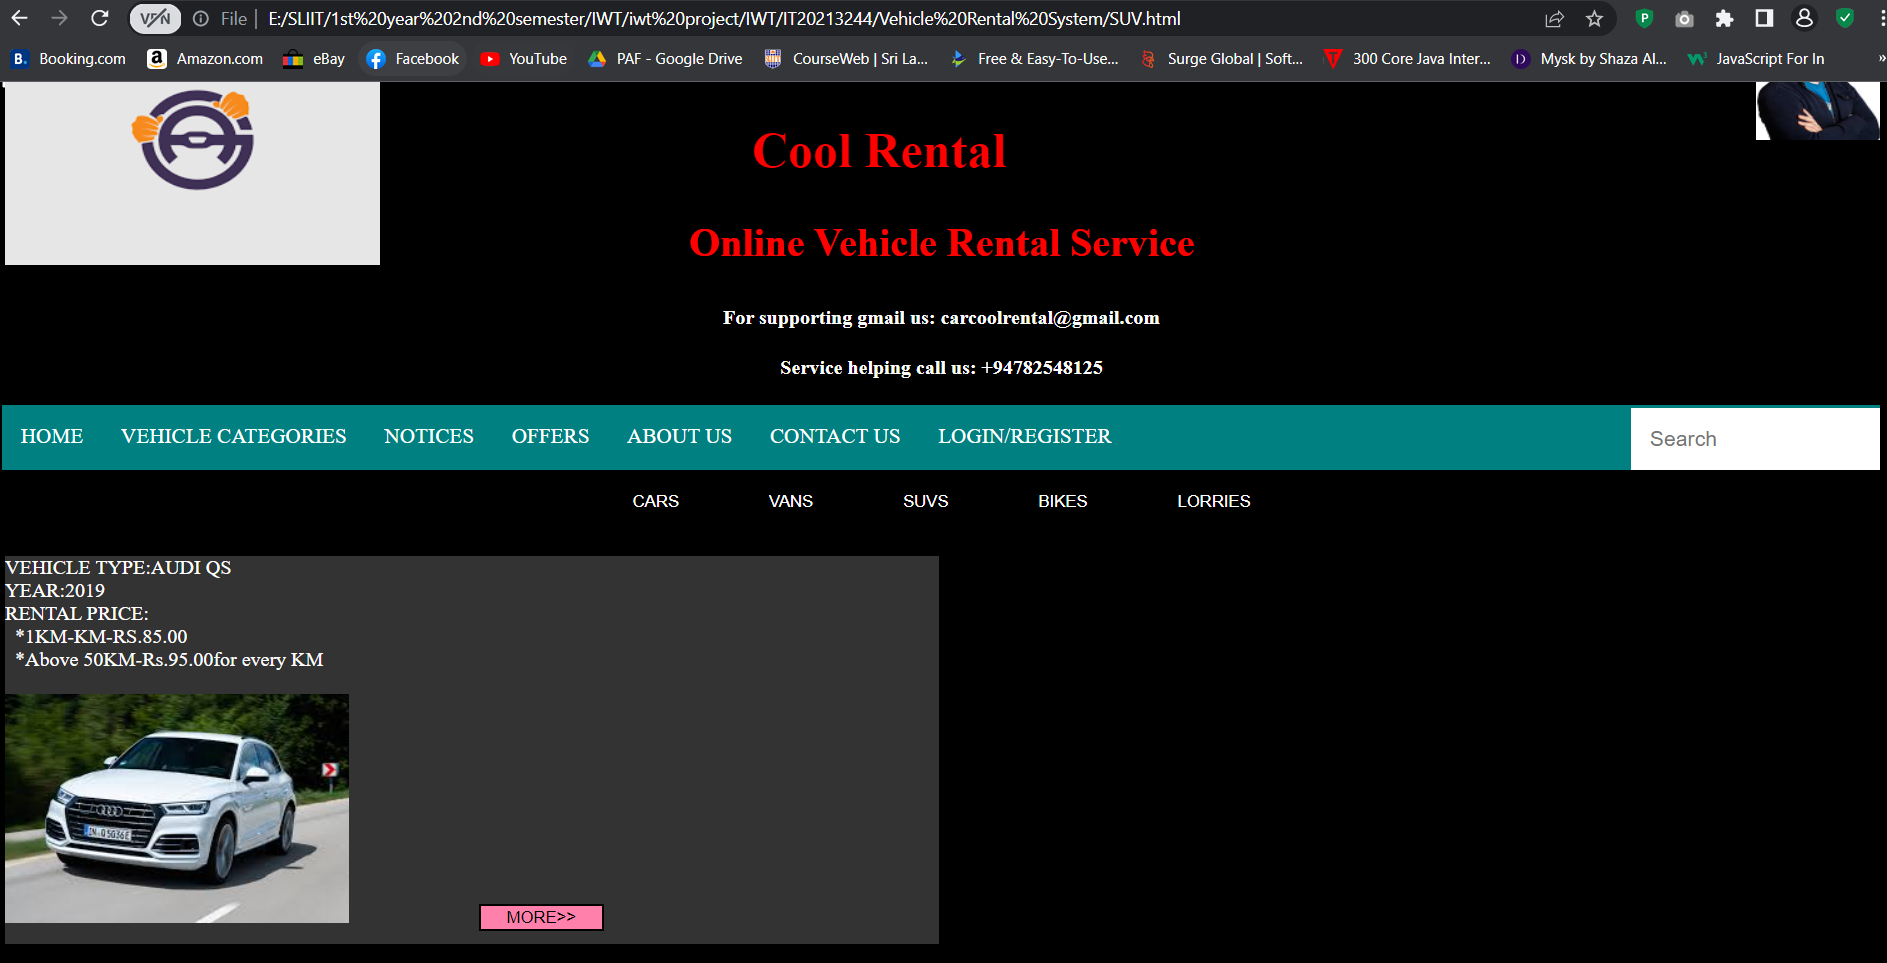 VPN File E:/SLIIT/1st%20year%202nd%20semester/IWT/iwt%20project/IWT/IT20213244/Vehicle%20Rental%20System/SUV.html
B. Booking.com a Amazon.com eBay Facebook YouTube PAF - Google Drive CourseWeb | Sri La... Free & Easy-To-Use... Surge Global | Soft... 300 Core Java Inter... Mysk by Shaza Al... JavaScript For In »
Cool Rental
Online Vehicle Rental Service
For supporting gmail us: carcoolrental@gmail.com
Service helping call us: +94782548125
HOME VEHICLE CATEGORIES NOTICES OFFERS ABOUT US CONTACT US LOGIN/REGISTER Search
CARS VANS SUVS BIKES LORRIES
VEHICLE TYPE:AUDI QS
YEAR:2019
RENTAL PRICE:
*1KM-KM-RS.85.00
*Above 50KM-Rs.95.00for every KM
IN Q5036E
MORE>>